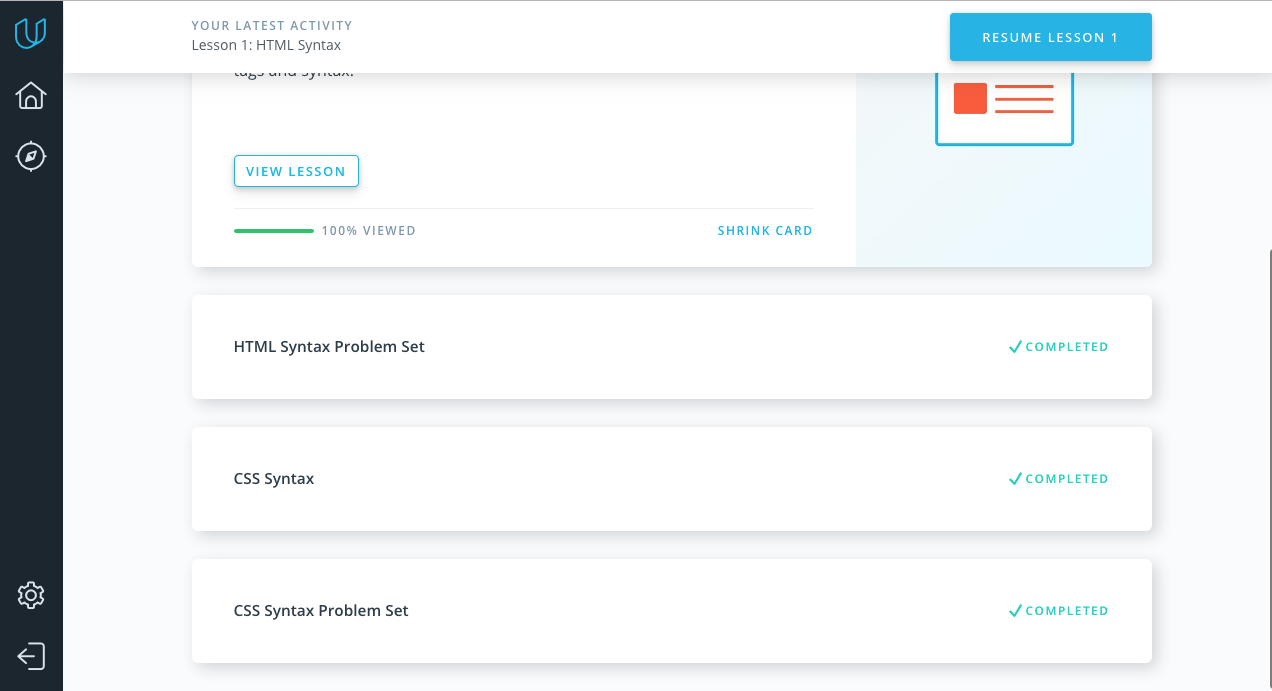 YOUR LATEST ACTIVITY
Lesson 1: HTML Syntax
RESUME LESSON 1
tags and syntax.
VIEW LESSON
100% VIEWED
SHRINK CARD
HTML Syntax Problem Set
COMPLETED
CSS Syntax
COMPLETED
CSS Syntax Problem Set
COMPLETED